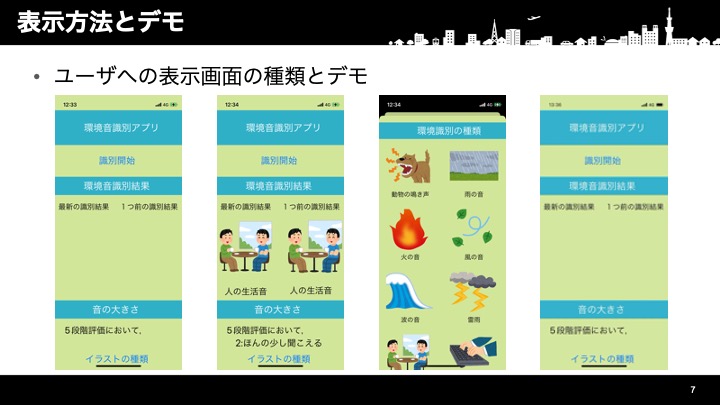 表示方法とデモ
• ユーザへの表示画面の種類とデモ
12:33
4G
環境音識別アプリ
識別開始
環境音識別結果
最新の識別結果 1つ前の識別結果
音の大きさ
5段階評価において,
イラストの種類
12:34
4G
環境音識別アプリ
識別開始
環境音識別結果
最新の識別結果 1つ前の識別結果
人の生活音 人の生活音
音の大きさ
5段階評価において,
2:ほんの少し聞こえる
イラストの種類
12:34
4G
環境識別の種類
動物の鳴き声 雨の音
火の音 風の音
波の音 雷雨
12:36
4G
環境音識別アプリ
識別開始
環境音識別結果
最新の識別結果 1つ前の識別結果
音の大きさ
5段階評価において,
イラストの種類
7